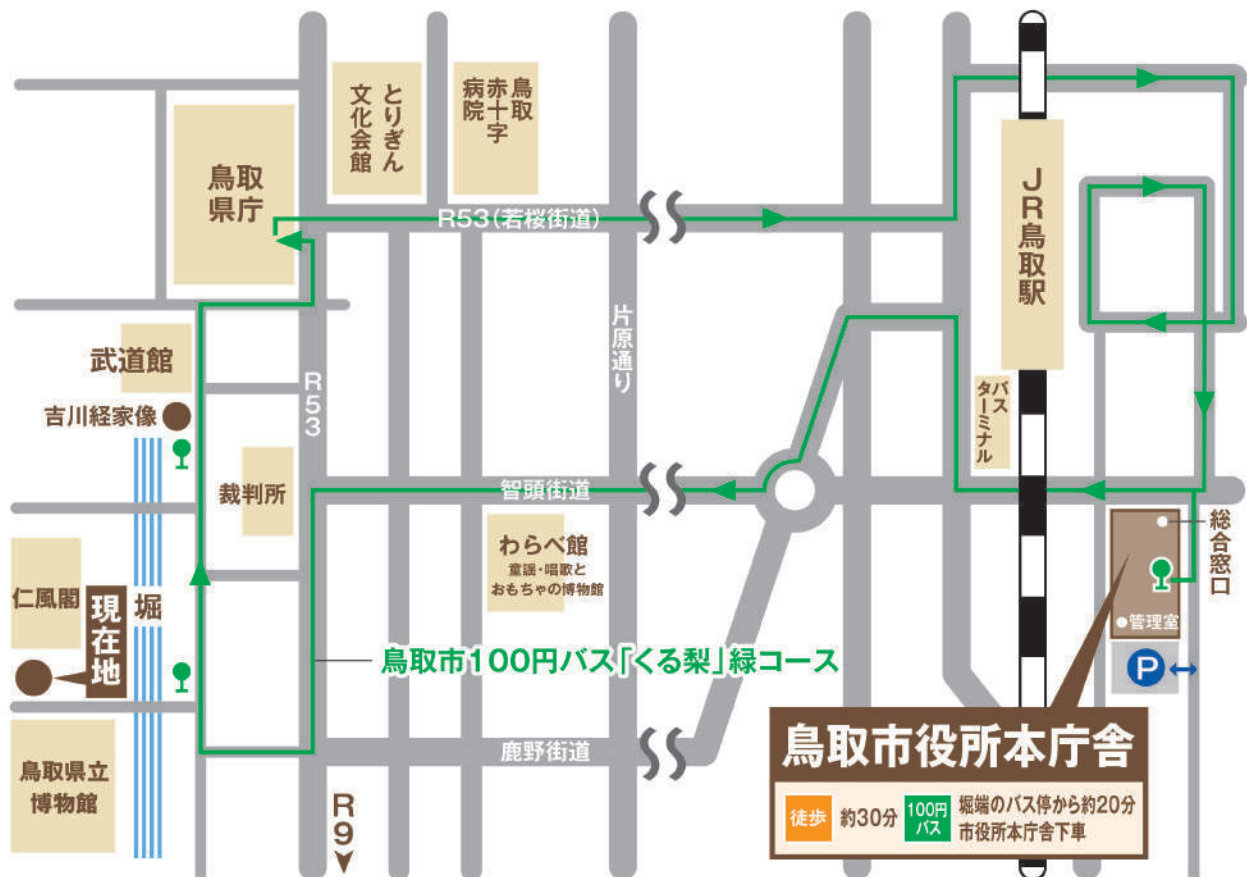 鳥取
県庁
とりぎん
文化会館
鳥取
赤十字
病院
R53(若桜街道)
JR鳥取駅
武道館
吉川経家像
R53
片原通り
バス
ターミナル
裁判所
智頭街道
わらべ館
童謡・唱歌と
おもちゃの博物館
総合窓口
管理室
P
仁風閣
現在地
堀
鳥取市100円バス「くる梨」緑コース
鳥取県立
博物館
鹿野街道
R9
鳥取市役所本庁舎
徒歩 約30分
100円
バス
堀端のバス停から約20分
市役所本庁舎下車